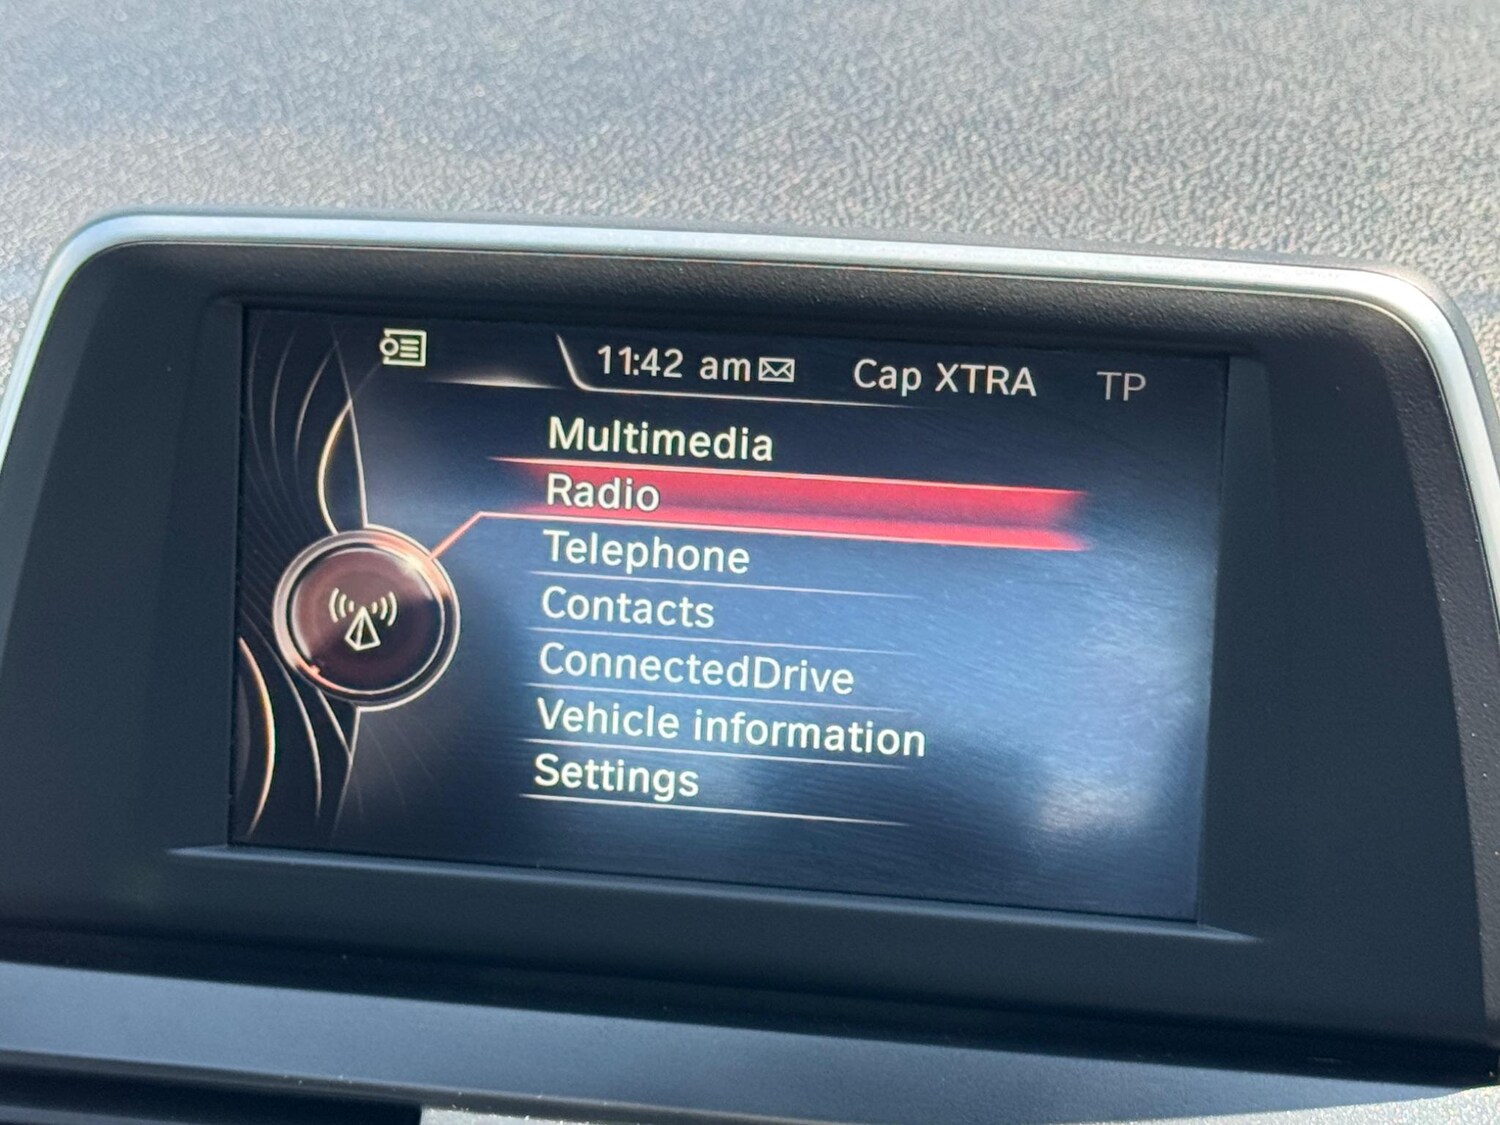 11:42 am Cap XTRA TP
Multimedia
Radio
Telephone
Contacts
ConnectedDrive
Vehicle information
Settings